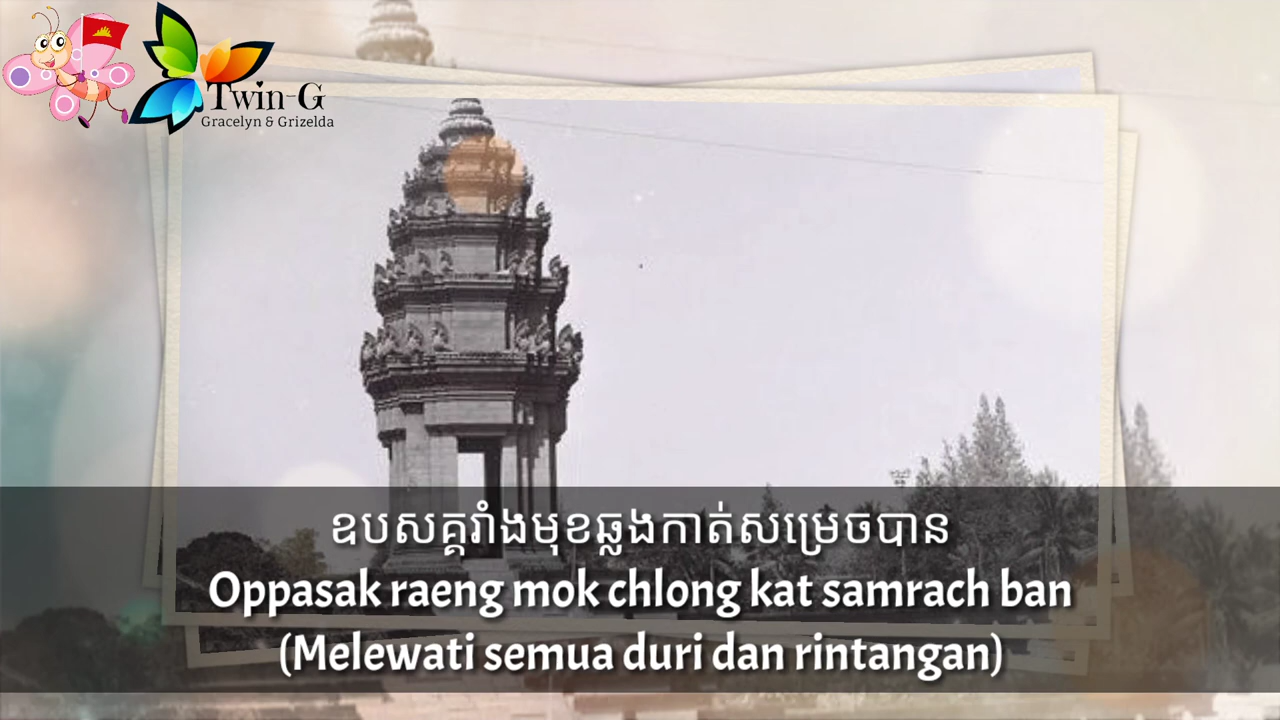 Twin-G
Gracelyn & Grizelda
ឧបសគ្គរាំងមុខឆ្លងកាត់សម្រេចបាន
Oppasak raeng mok chlong kat samrach ban
(Melewati semua duri dan rintangan)